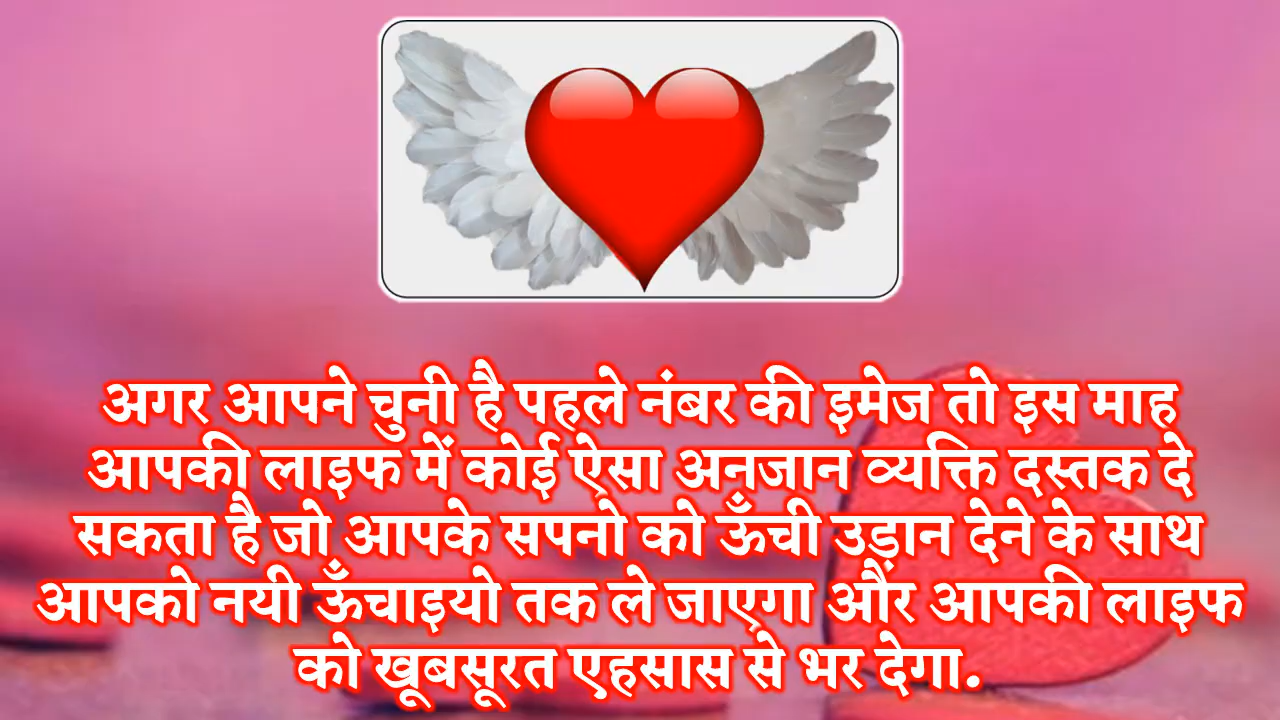 अगर आपने चुनी है पहले नंबर की इमेज तो इस माह
आपकी लाइफ में कोई ऐसा अनजान व्यक्ति दस्तक दे
सकता है जो आपके सपनो को ऊँची उड़ान देने के साथ
आपको नयी ऊँचाइयो तक ले जाएगा और आपकी लाइफ
को खूबसूरत एहसास से भर देगा.